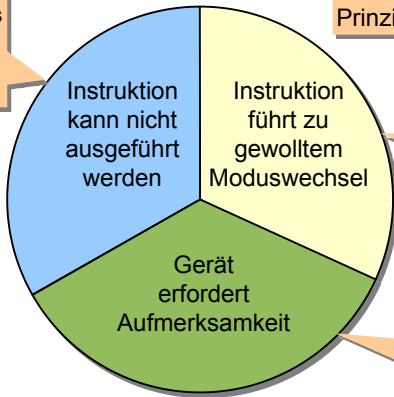 s
Prinzi
Instruktion
kann nicht
ausgeführt
werden
Instruktion
führt zu
gewolltem
Moduswechsel
Gerät
erfordert
Aufmerksamkeit